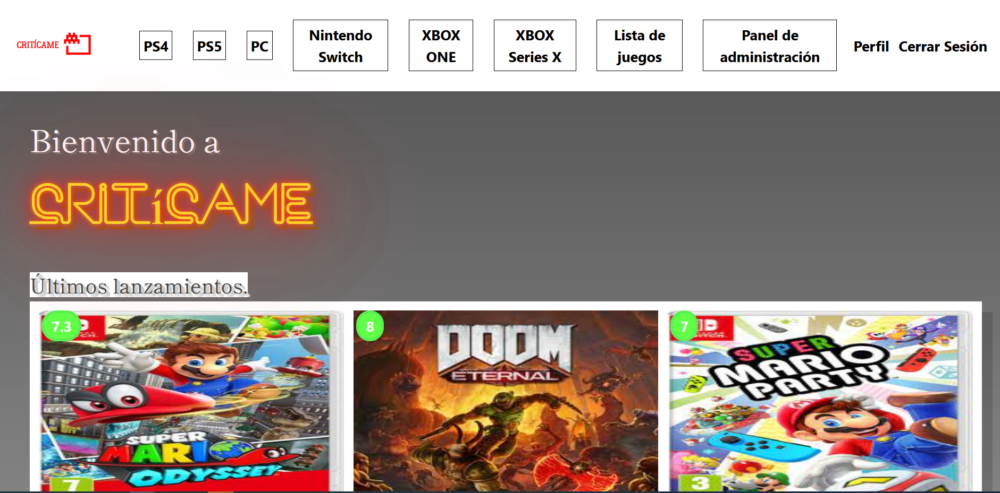 CRITÍCAME
PS4
PS5
PC
Nintendo
Switch
XBOX
ONE
XBOX
Series X
Lista de
juegos
Panel de
administración
Perfil
Cerrar Sesión
Bienvenido a
CRITíCAME
Últimos lanzamientos.
7.3
SUPER
MARIO
ODYSSEY
7
8
DOOM
ETERNAL
7
SUPER
MARIO
PARTY
3